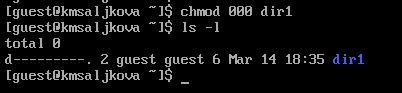 [guest@kmsaljkova ~]$ chmod 000 dir1
[guest@kmsaljkova ~]$ ls -l
total 0
d---------. 2 guest guest 6 Mar 14 18:35 dir1
[guest@kmsaljkova ~]$ _